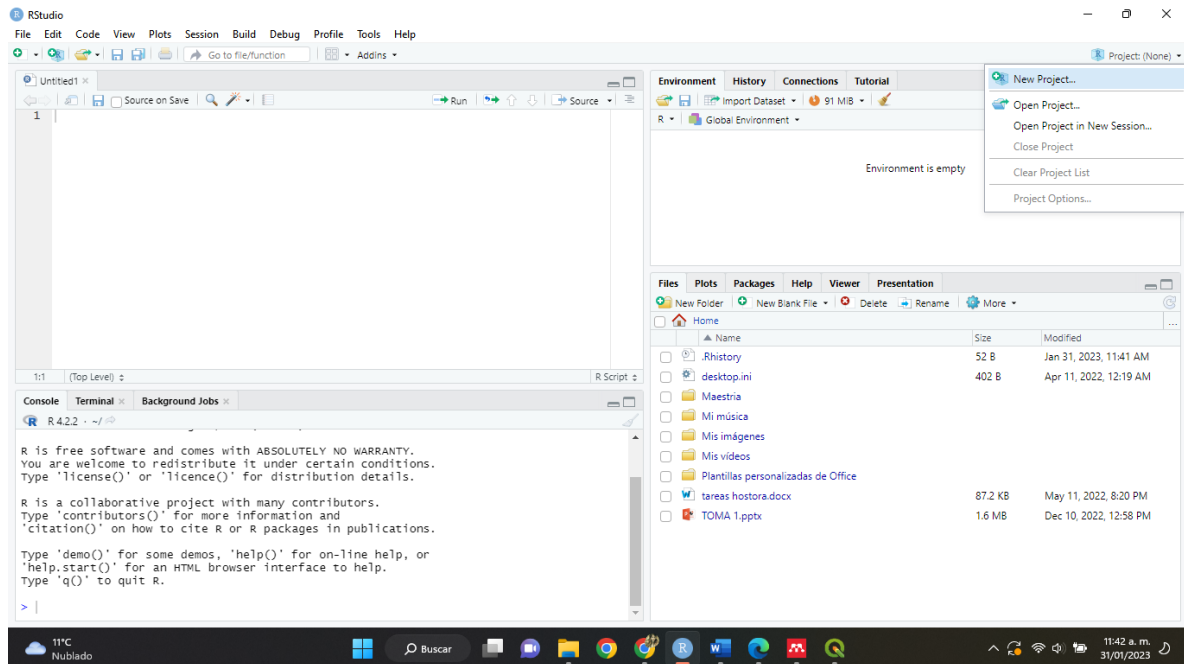 RStudio
File Edit Code View Plots Session Build Debug Profile Tools Help
Go to file/function Addins Project: (None)
Untitled1
Source on Save Run Source
1
1:1 (Top Level) R Script
Console Terminal Background Jobs
R 4.2.2 · ~/
R is free software and comes with ABSOLUTELY NO WARRANTY.
You are welcome to redistribute it under certain conditions.
Type 'license()' or 'licence()' for distribution details.
R is a collaborative project with many contributors.
Type 'contributors()' for more information and
'citation()' on how to cite R or R packages in publications.
Type 'demo()' for some demos, 'help()' for on-line help, or
'help.start()' for an HTML browser interface to help.
Type 'q()' to quit R.
>
Environment History Connections Tutorial
Import Dataset 91 MiB
R Global Environment
Environment is empty
New Project...
Open Project...
Open Project in New Session...
Close Project
Clear Project List
Project Options...
Files Plots Packages Help Viewer Presentation
New Folder New Blank File Delete Rename More
Home ...
Name Size Modified
.Rhistory 52 B Jan 31, 2023, 11:41 AM
desktop.ini 402 B Apr 11, 2022, 12:19 AM
Maestria
Mi música
Mis imágenes
Mis vídeos
Plantillas personalizadas de Office
tareas hostora.docx 87.2 KB May 11, 2022, 8:20 PM
TOMA 1.pptx 1.6 MB Dec 10, 2022, 12:58 PM
11°C
Nublado
Buscar
11:42 a. m.
31/01/2023